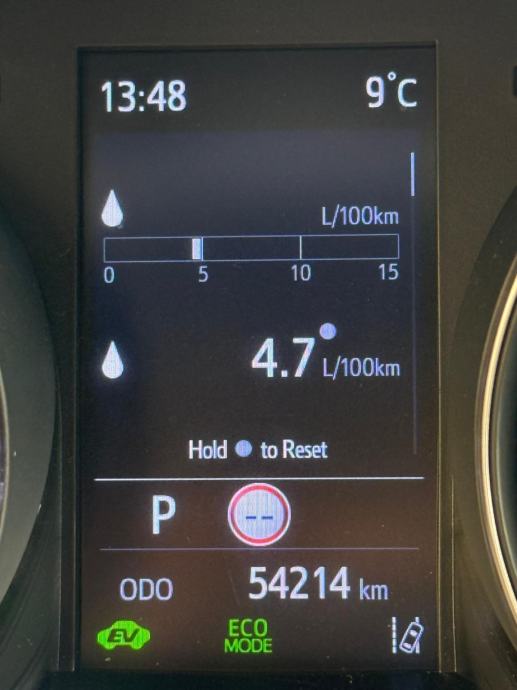 13:48 9°C
L/100km
0 5 10 15
4.7 L/100km
Hold to Reset
P --
ODO 54214 km
EV ECO
MODE